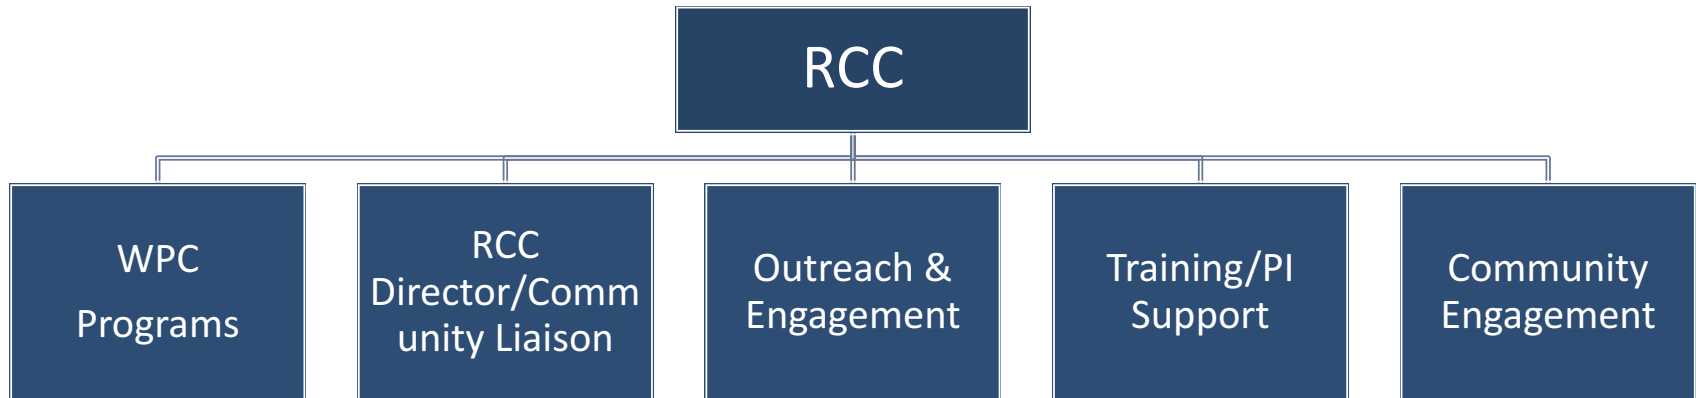 RCC
WPC
Programs
RCC
Director/Comm
unity Liaison
Outreach &
Engagement
Training/PI
Support
Community
Engagement